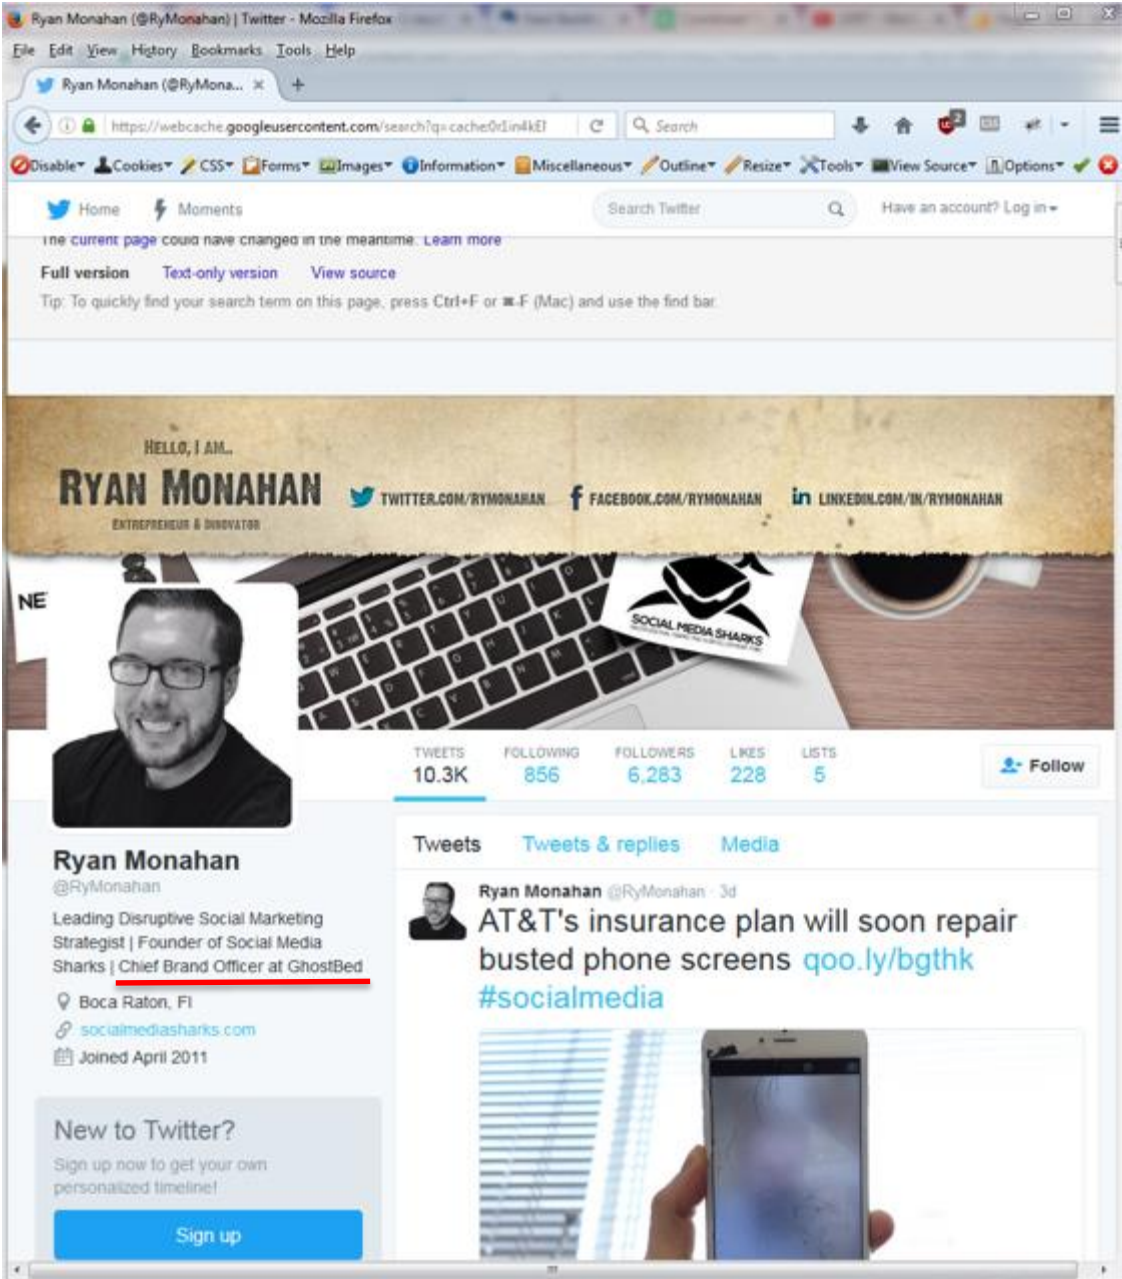 Ryan Monahan (@RyMonahan) | Twitter - Mozilla Firefox
File Edit View History Bookmarks Tools Help
Ryan Monahan (@RyMona... × +
https://webcache.googleusercontent.com/search?q=cache:0r1in4kEl Search
Disable Cookies CSS Forms Images Information Miscellaneous Outline Resize Tools View Source Options
Home Moments Search Twitter Have an account? Log in
The current page could have changed in the meantime. Learn more
Full version Text-only version View source
Tip: To quickly find your search term on this page, press Ctrl+F or ⌘-F (Mac) and use the find bar.
HELLO, I AM..
RYAN MONAHAN
ENTREPRENEUR & INNOVATOR
TWITTER.COM/RYMONAHAN FACEBOOK.COM/RYMONAHAN LINKEDIN.COM/IN/RYMONAHAN
NE
SOCIAL MEDIA SHARKS
TWEETS FOLLOWING FOLLOWERS LIKES LISTS
10.3K 856 6,283 228 5
Follow
Ryan Monahan
@RyMonahan
Leading Disruptive Social Marketing
Strategist | Founder of Social Media
Sharks | Chief Brand Officer at GhostBed
Boca Raton, Fl
socialmediasharks.com
Joined April 2011
New to Twitter?
Sign up now to get your own
personalized timeline!
Sign up
Tweets Tweets & replies Media
Ryan Monahan @RyMonahan · 3d
AT&T's insurance plan will soon repair
busted phone screens qoo.ly/bgthk
#socialmedia